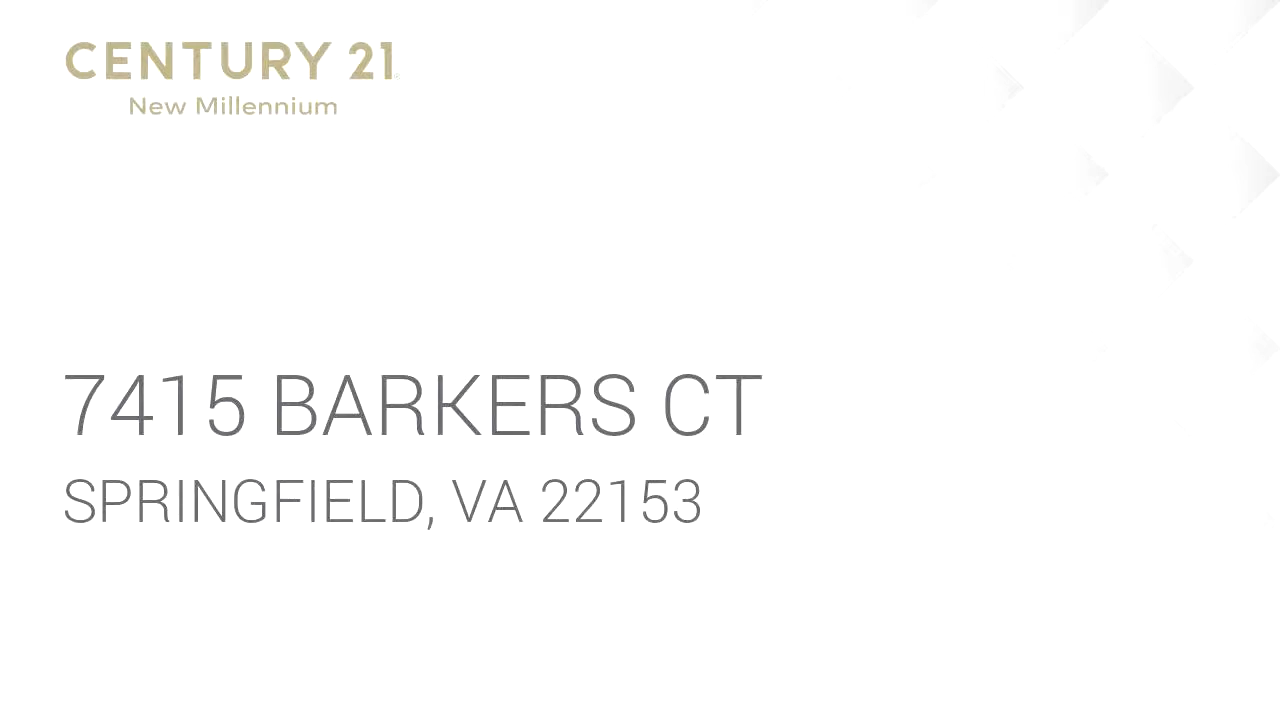 CENTURY 21
New Millennium
7415 BARKERS CT
SPRINGFIELD, VA 22153